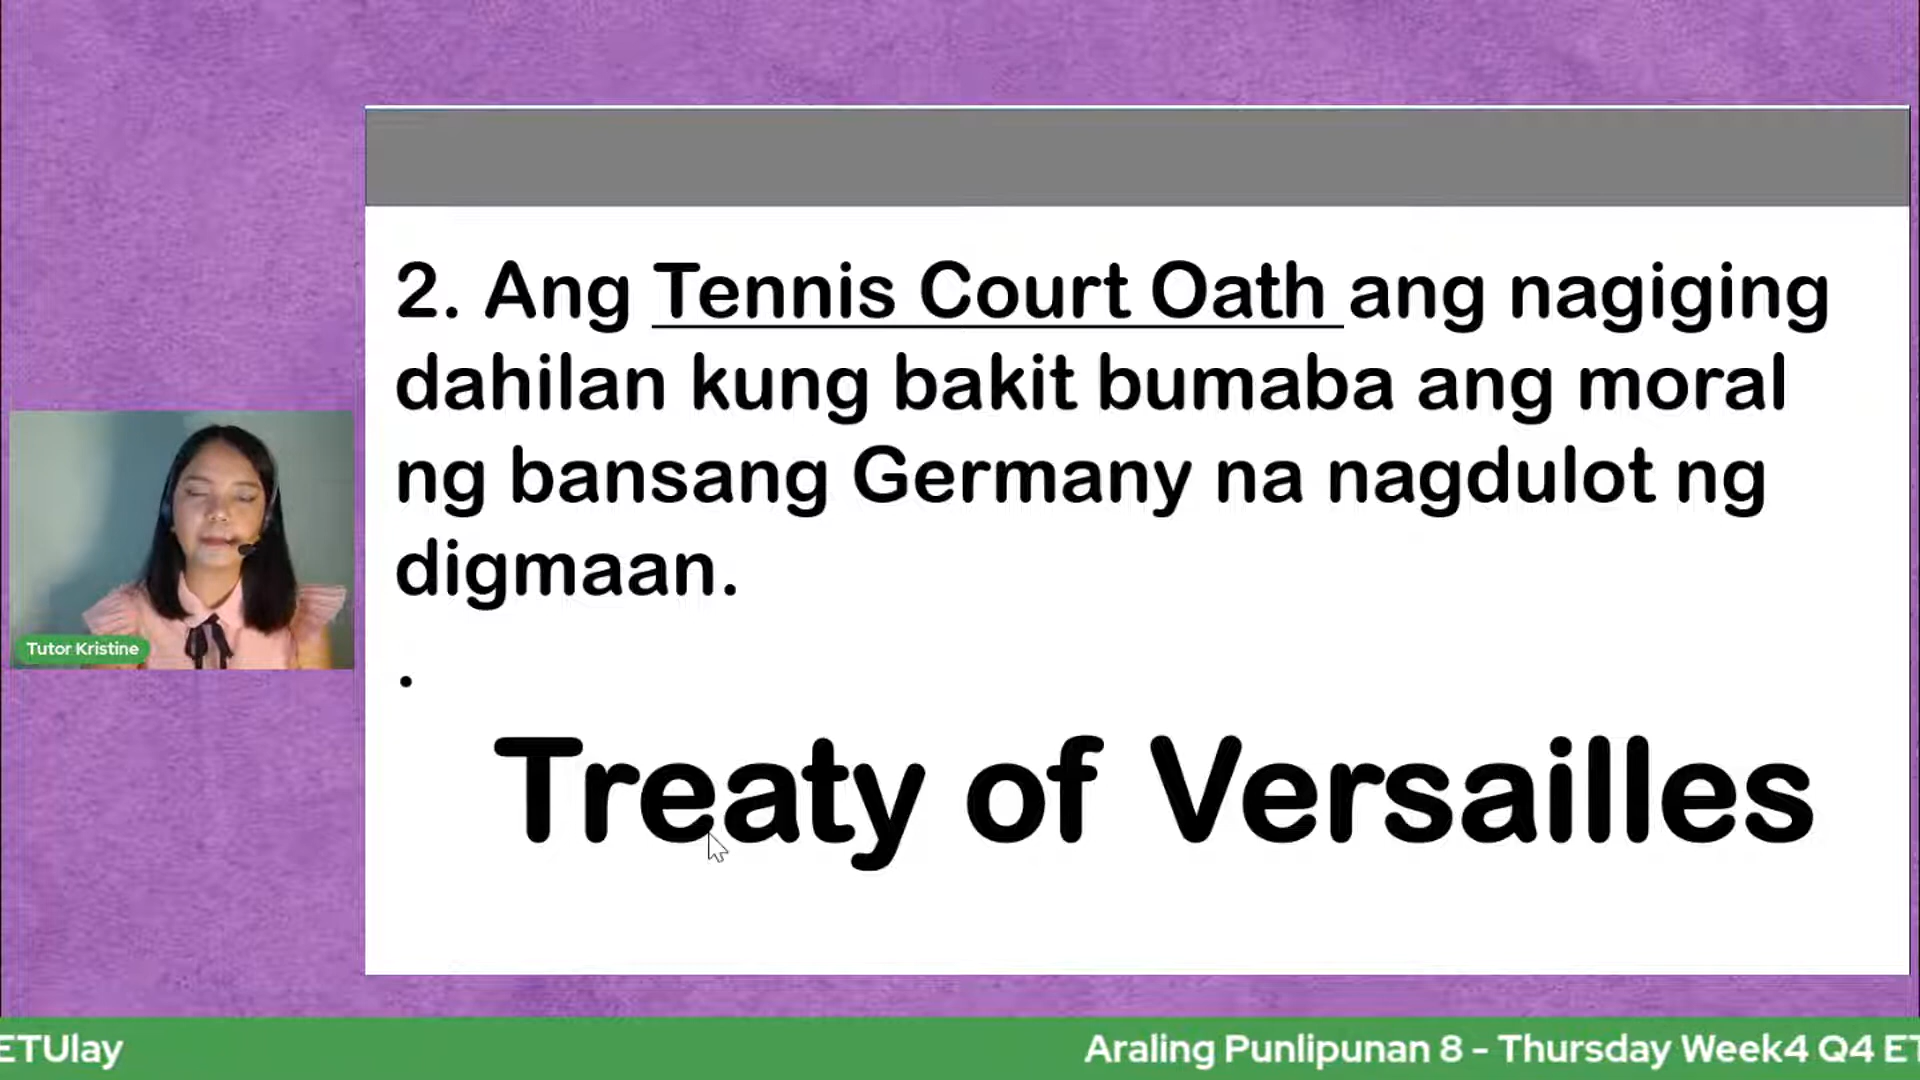 2. Ang Tennis Court Oath ang nagiging
dahilan kung bakit bumaba ang moral
ng bansang Germany na nagdulot ng
digmaan.
.
Treaty of Versailles
Tutor Kristine
ETUlay
Araling Punlipunan 8 - Thursday Week4 Q4 ET